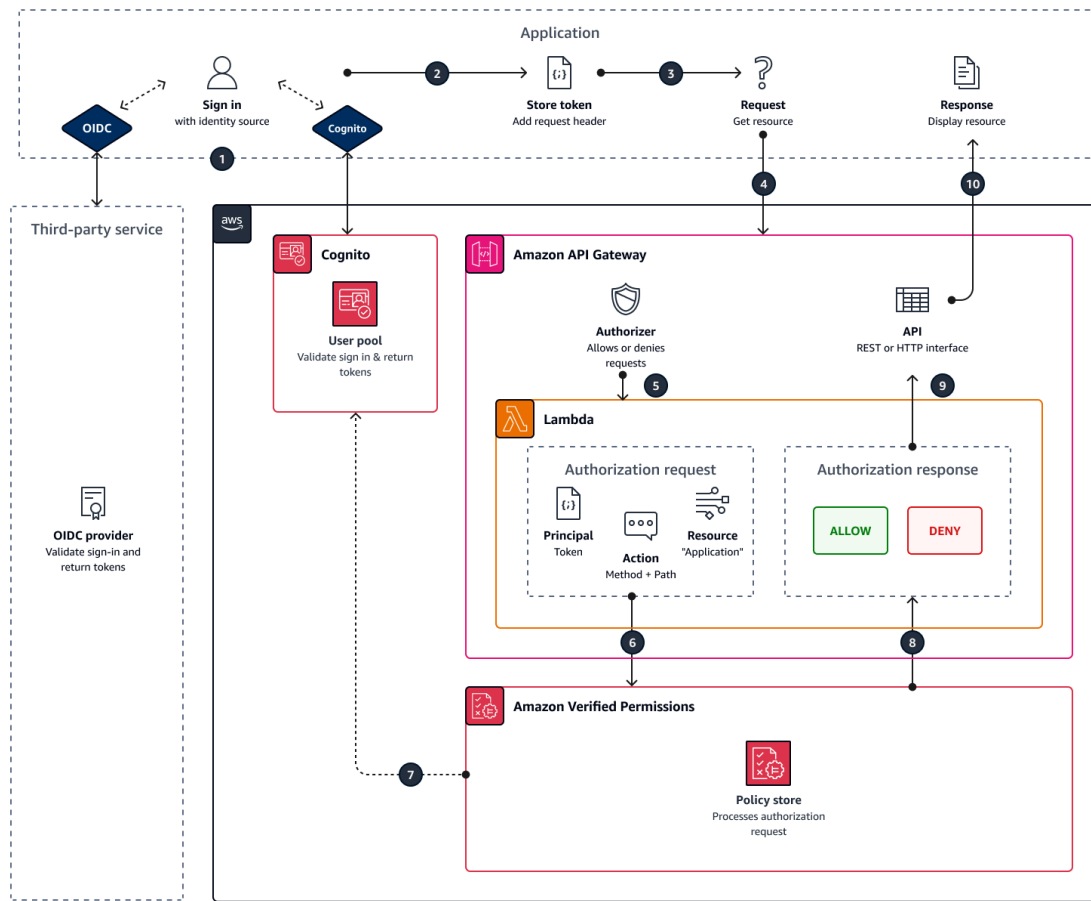 Application
Sign in
with identity source
OIDC
Cognito
1
2
Store token
Add request header
3
Request
Get resource
Response
Display resource
4
10
Third-party service
OIDC provider
Validate sign-in and
return tokens
aws
Cognito
User pool
Validate sign in & return
tokens
Amazon API Gateway
Authorizer
Allows or denies
requests
API
REST or HTTP interface
5
9
Lambda
Authorization request
Principal
Token
Action
Method + Path
Resource
"Application"
Authorization response
ALLOW
DENY
6
8
7
Amazon Verified Permissions
Policy store
Processes authorization
request